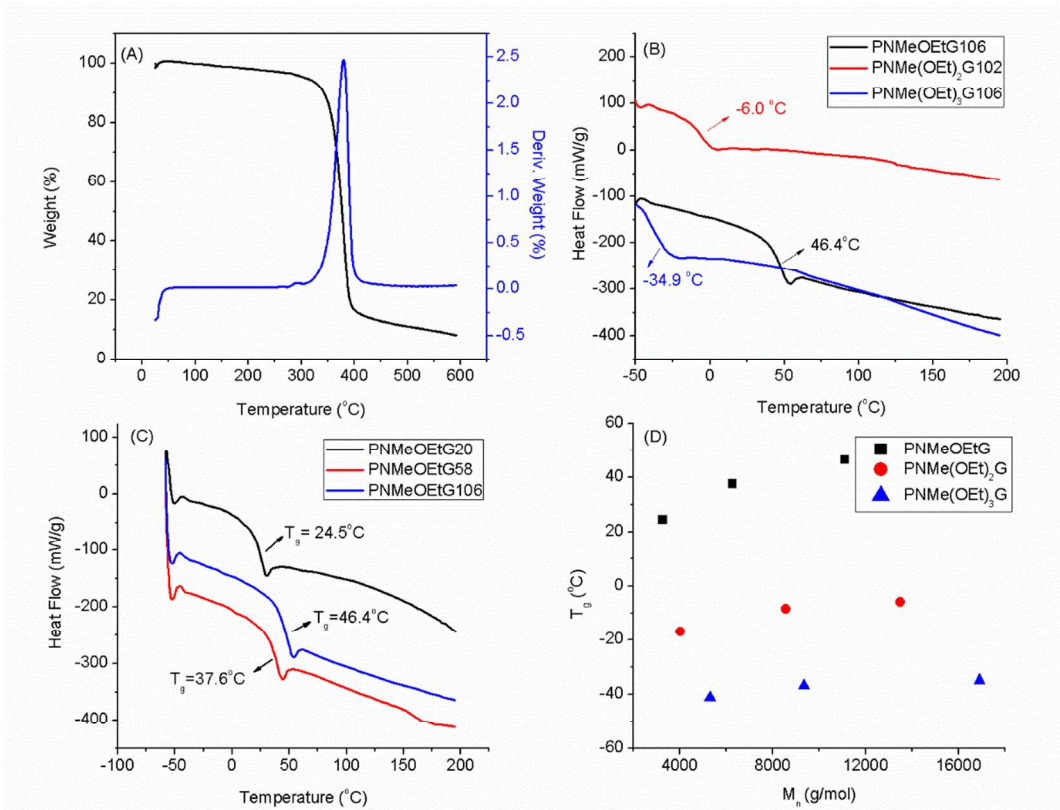 (A)
100
80
60
40
20
0
Weight (%)
2.5
2.0
1.5
1.0
0.5
0.0
-0.5
Deriv. Weight (%)
0 100 200 300 400 500 600
Temperature (°C)
(B)
PNMeOEtG106
PNMe(OEt)₂G102
PNMe(OEt)₃G106
-6.0 °C
46.4°C
-34.9 °C
200
100
0
-100
-200
-300
-400
Heat Flow (mW/g)
-50 0 50 100 150 200
Temperature (°C)
(C)
PNMeOEtG20
PNMeOEtG58
PNMeOEtG106
T_g = 24.5°C
T_g=46.4°C
T_g=37.6°C
100
0
-100
-200
-300
-400
Heat Flow (mW/g)
-100 -50 0 50 100 150 200
Temperature (°C)
(D)
PNMeOEtG
PNMe(OEt)₂G
PNMe(OEt)₃G
60
40
20
0
-20
-40
-60
T_g (°C)
4000 8000 12000 16000
M_n (g/mol)